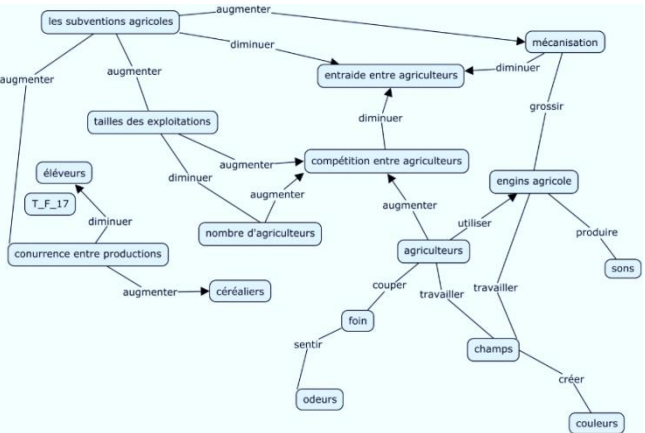 augmenter
les subventions agricoles
mécanisation
diminuer
diminuer
entraide entre agriculteurs
augmenter
augmenter
grossir
tailles des exploitations
diminuer
augmenter
compétition entre agriculteurs
éléveurs
diminuer
engins agricole
augmenter
T_F_17
augmenter
diminuer
utiliser
nombre d'agriculteurs
produire
agriculteurs
conurrence entre productions
sons
couper
augmenter
céréaliers
travailler
travailler
foin
sentir
champs
créer
odeurs
couleurs